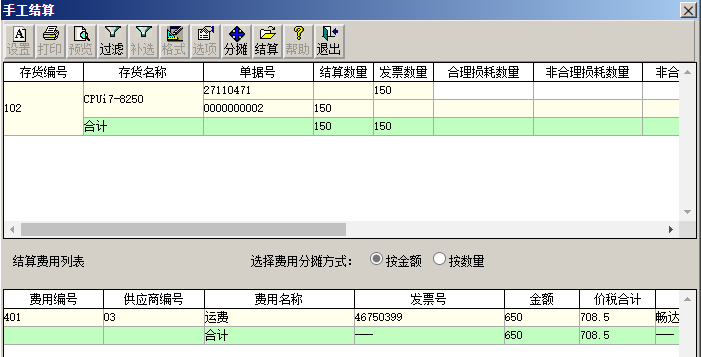 手工结算
设置 打印 预览 过滤 补选 格式 选项 分摊 结算 帮助 退出
存货编号 存货名称 单据号 结算数量 发票数量 合理损耗数量 非合理损耗数量 非合
102 CPUi7-8250 27110471 150
0000000002 150
合计 150 150
结算费用列表 选择费用分摊方式： 按金额 按数量
费用编号 供应商编号 费用名称 发票号 金额 价税合计
401 03 运费 46750399 650 708.5 畅达
合计 —— 650 708.5 ——